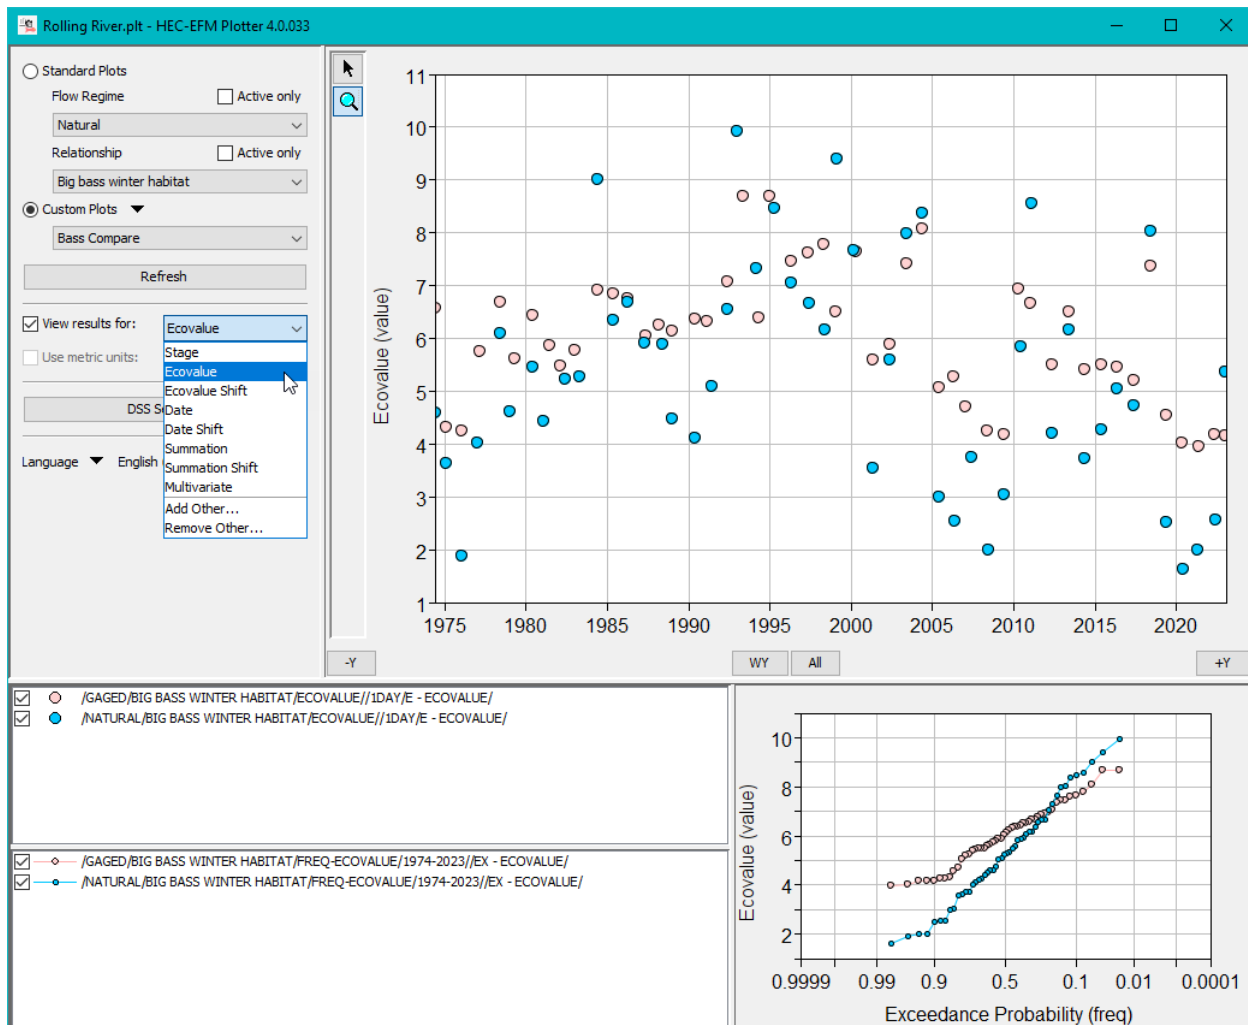 Rolling River.plt - HEC-EFM Plotter 4.0.033
Standard Plots
Flow Regime
Active only
Natural
Relationship
Active only
Big bass winter habitat
Custom Plots
Bass Compare
Refresh
View results for:
Ecovalue
Use metric units:
Stage
Ecovalue
Ecovalue Shift
Date
Date Shift
Summation
Summation Shift
Multivariate
Add Other...
Remove Other...
DSS S
Language
English
Ecovalue (value)
11
10
9
8
7
6
5
4
3
2
1
1975 1980 1985 1990 1995 2000 2005 2010 2015 2020
-Y
WY
All
+Y
/GAGED/BIG BASS WINTER HABITAT/ECOVALUE//1DAY/E - ECOVALUE/
/NATURAL/BIG BASS WINTER HABITAT/ECOVALUE//1DAY/E - ECOVALUE/
/GAGED/BIG BASS WINTER HABITAT/FREQ-ECOVALUE/1974-2023//EX - ECOVALUE/
/NATURAL/BIG BASS WINTER HABITAT/FREQ-ECOVALUE/1974-2023//EX - ECOVALUE/
Ecovalue (value)
10
8
6
4
2
0.9999 0.99 0.9 0.5 0.1 0.01 0.0001
Exceedance Probability (freq)